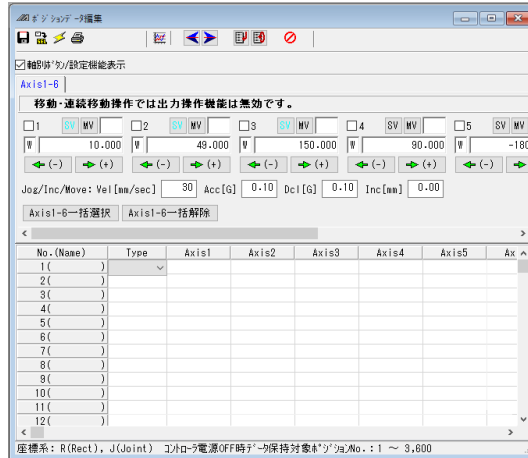 ﾎﾟｼﾞｼｮﾝﾃﾞｰﾀ編集
軸別ﾎﾞﾀﾝ/設定機能表示
Axis1-6
移動・連続移動操作では出力操作機能は無効です。
1 SV MV 2 SV MV 3 SV MV 4 SV MV 5 SV MV
W 10.000 W 49.000 W 150.000 W 90.000 W -180
(-) (+) (-) (+) (-) (+) (-) (+) (-)
Jog/Inc/Move: Vel[mm/sec] 30 Acc[G] 0.10 Dcl[G] 0.10 Inc[mm] 0.00
Axis1-6一括選択 Axis1-6一括解除
No.(Name) Type Axis1 Axis2 Axis3 Axis4 Axis5 Ax
1( )
2( )
3( )
4( )
5( )
6( )
7( )
8( )
9( )
10( )
11( )
12( )
座標系: R(Rect), J(Joint) ｺﾝﾄﾛｰﾗ電源OFF時ﾃﾞｰﾀ保持対象ﾎﾟｼﾞｼｮﾝNo.: 1 ～ 3,600